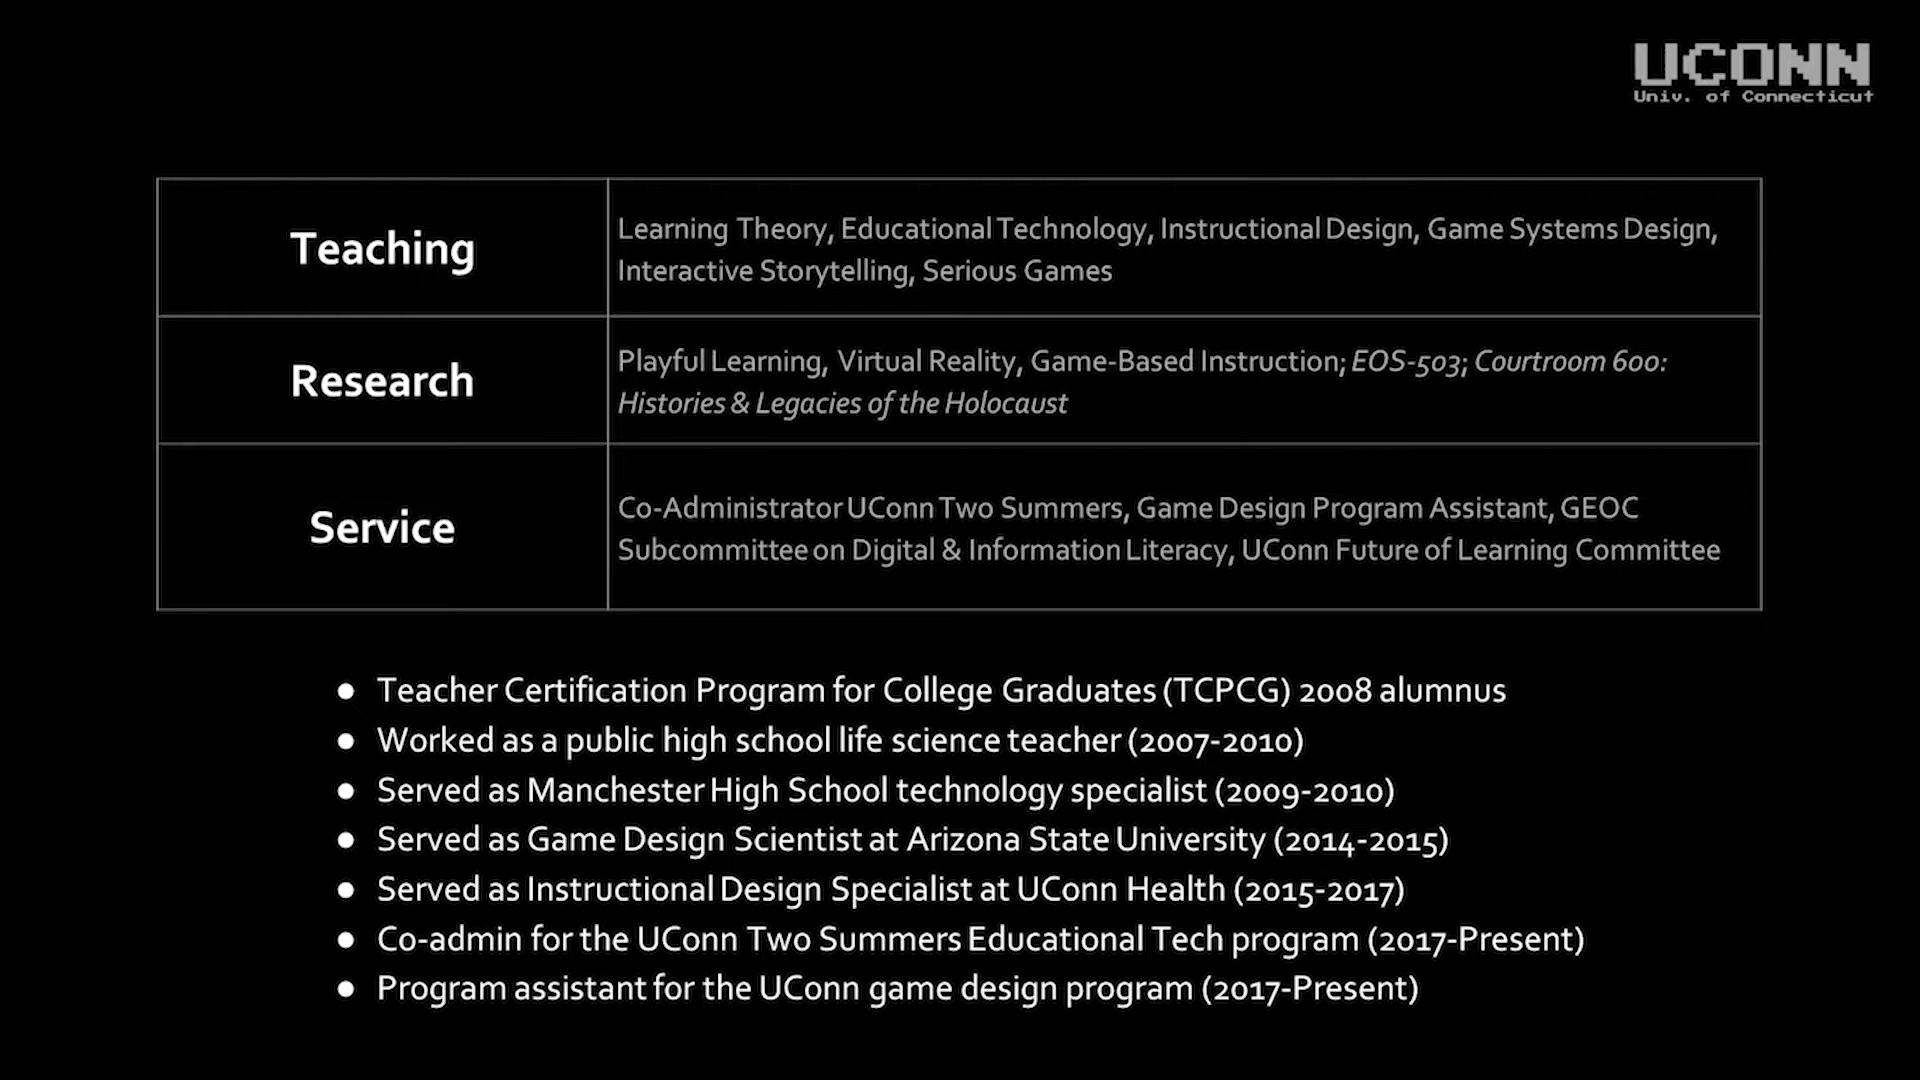 UCONN
Univ. of Connecticut
Teaching
Learning Theory, Educational Technology, Instructional Design, Game Systems Design,
Interactive Storytelling, Serious Games
Research
Playful Learning, Virtual Reality, Game-Based Instruction; EOS-503; Courtroom 600:
Histories & Legacies of the Holocaust
Service
Co-Administrator UConn Two Summers, Game Design Program Assistant, GEOC
Subcommittee on Digital & Information Literacy, UConn Future of Learning Committee
● Teacher Certification Program for College Graduates (TCPCG) 2008 alumnus
● Worked as a public high school life science teacher (2007-2010)
● Served as Manchester High School technology specialist (2009-2010)
● Served as Game Design Scientist at Arizona State University (2014-2015)
● Served as Instructional Design Specialist at UConn Health (2015-2017)
● Co-admin for the UConn Two Summers Educational Tech program (2017-Present)
● Program assistant for the UConn game design program (2017-Present)